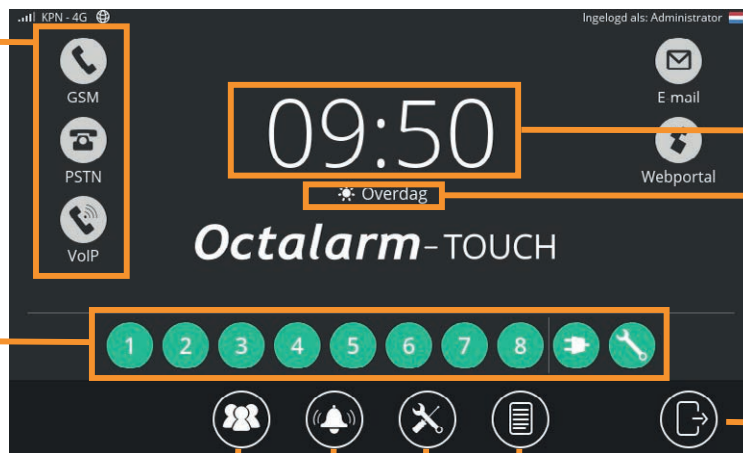 KPN - 4G
Ingelogd als: Administrator
GSM
PSTN
VoIP
09:50
Overdag
E-mail
Webportal
Octalarm-TOUCH
1 2 3 4 5 6 7 8